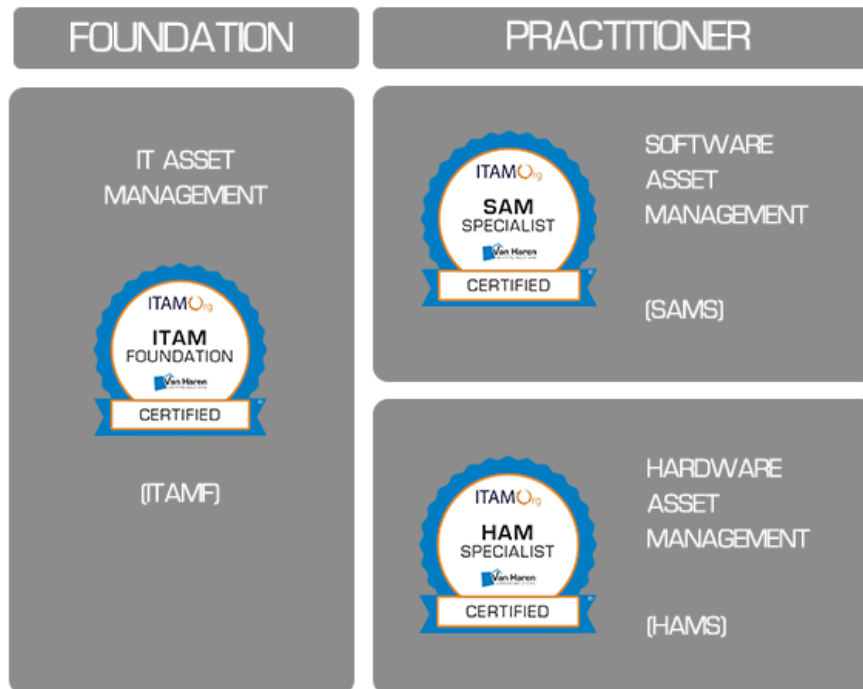 FOUNDATION
PRACTITIONER
IT ASSET
MANAGEMENT
ITAMOrg
ITAM
FOUNDATION
Van Haren
CERTIFIED
(ITAMF)
ITAMOrg
SAM
SPECIALIST
Van Haren
CERTIFIED
SOFTWARE
ASSET
MANAGEMENT
(SAMS)
ITAMOrg
HAM
SPECIALIST
Van Haren
CERTIFIED
HARDWARE
ASSET
MANAGEMENT
(HAMS)